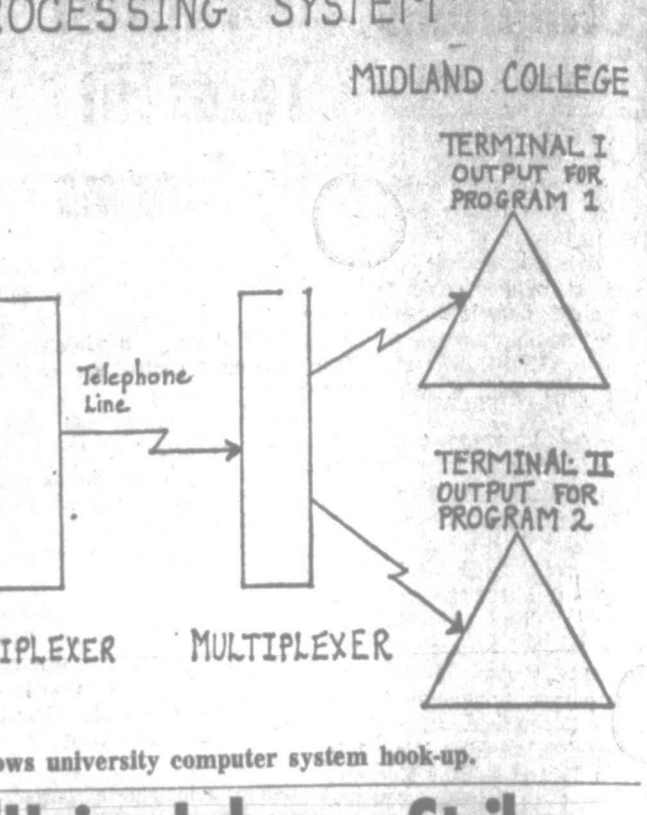 SYSTEM
MIDLAND COLLEGE
TERMINAL I
OUTPUT FOR
PROGRAM 1
Telephone
Line
TERMINAL II
OUTPUT FOR
PROGRAM 2
IPLEXER
MULTIPLEXER
ows university computer system hook-up.